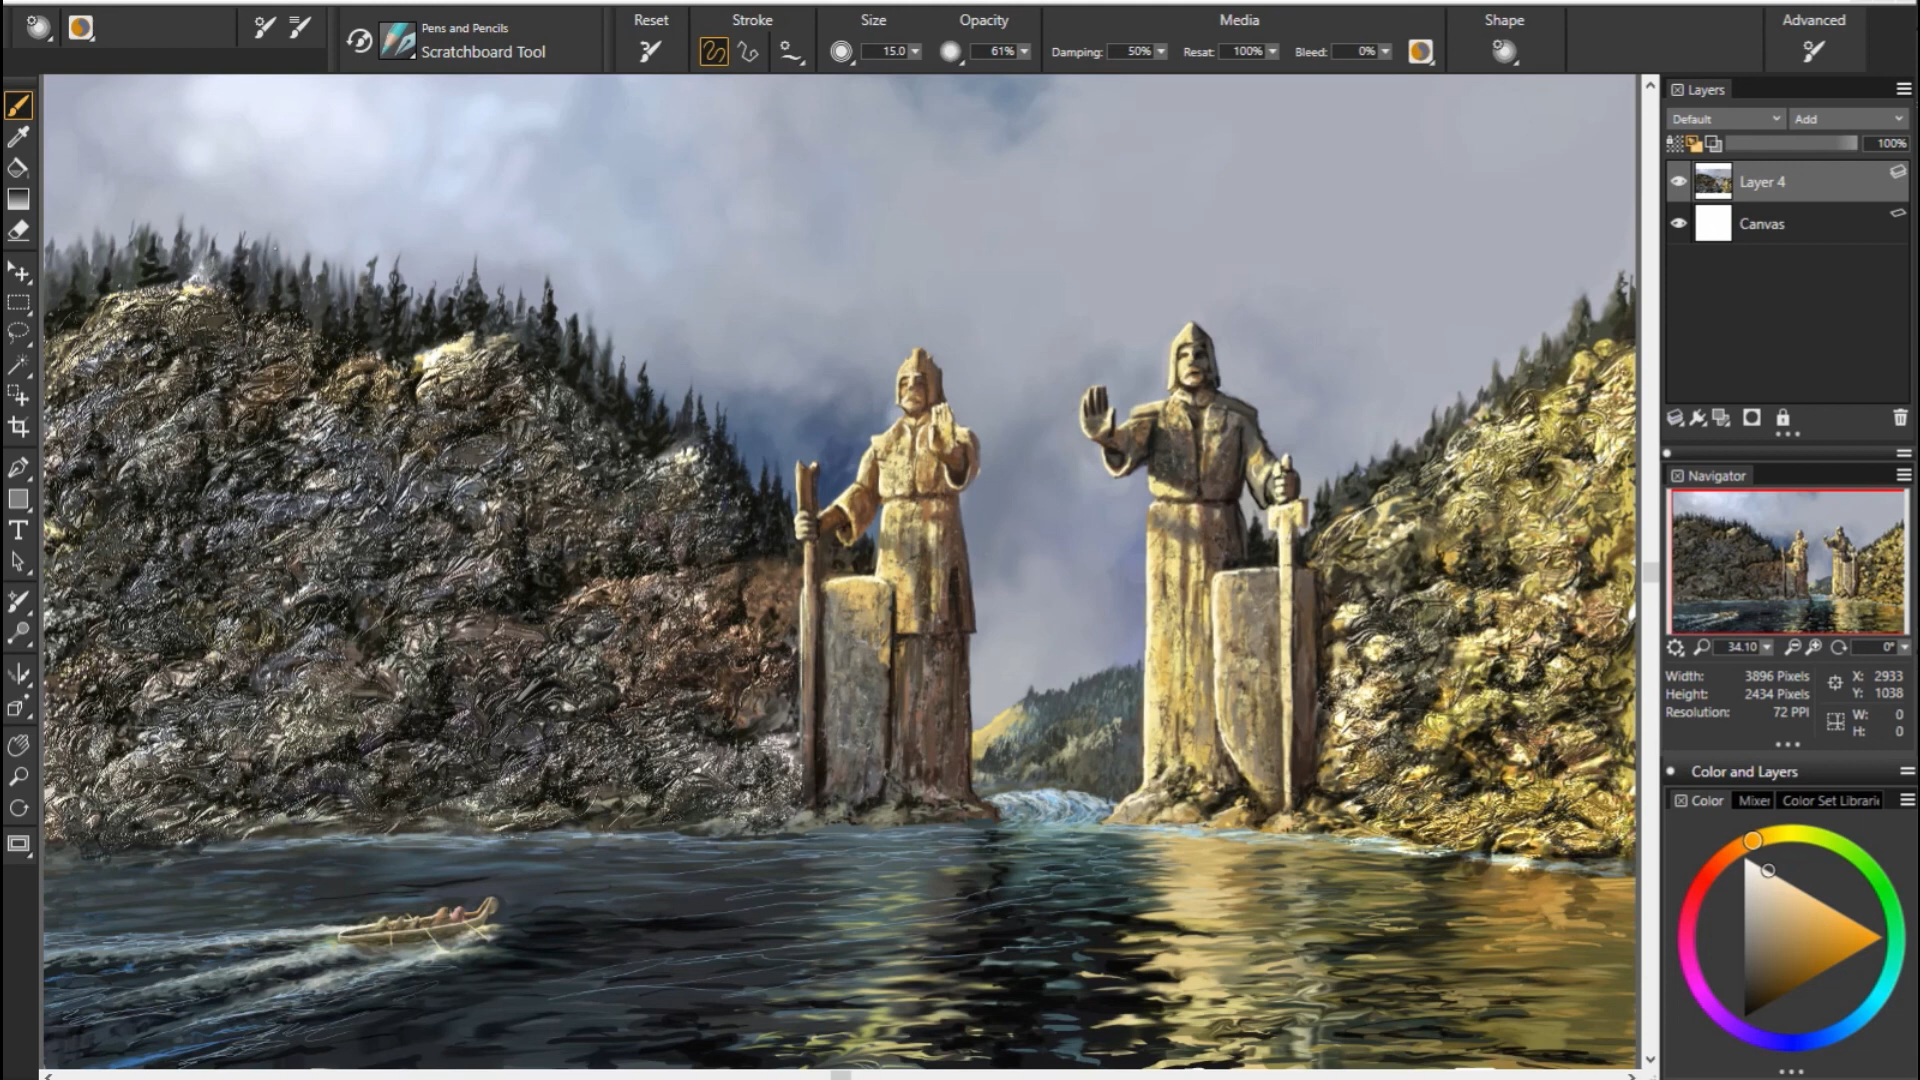 Pens and Pencils
Scratchboard Tool
Reset
Stroke
Size
15.0
Opacity
61%
Media
Damping: 50% Resat: 100% Bleed: 0%
Shape
Advanced
Layers
Default Add
100%
Layer 4
Canvas
Navigator
34.10 0°
Width: 3896 Pixels X: 2933
Height: 2434 Pixels Y: 1038
Resolution: 72 PPI W: 0
H: 0
Color and Layers
Color Mixer Color Set Librari
T